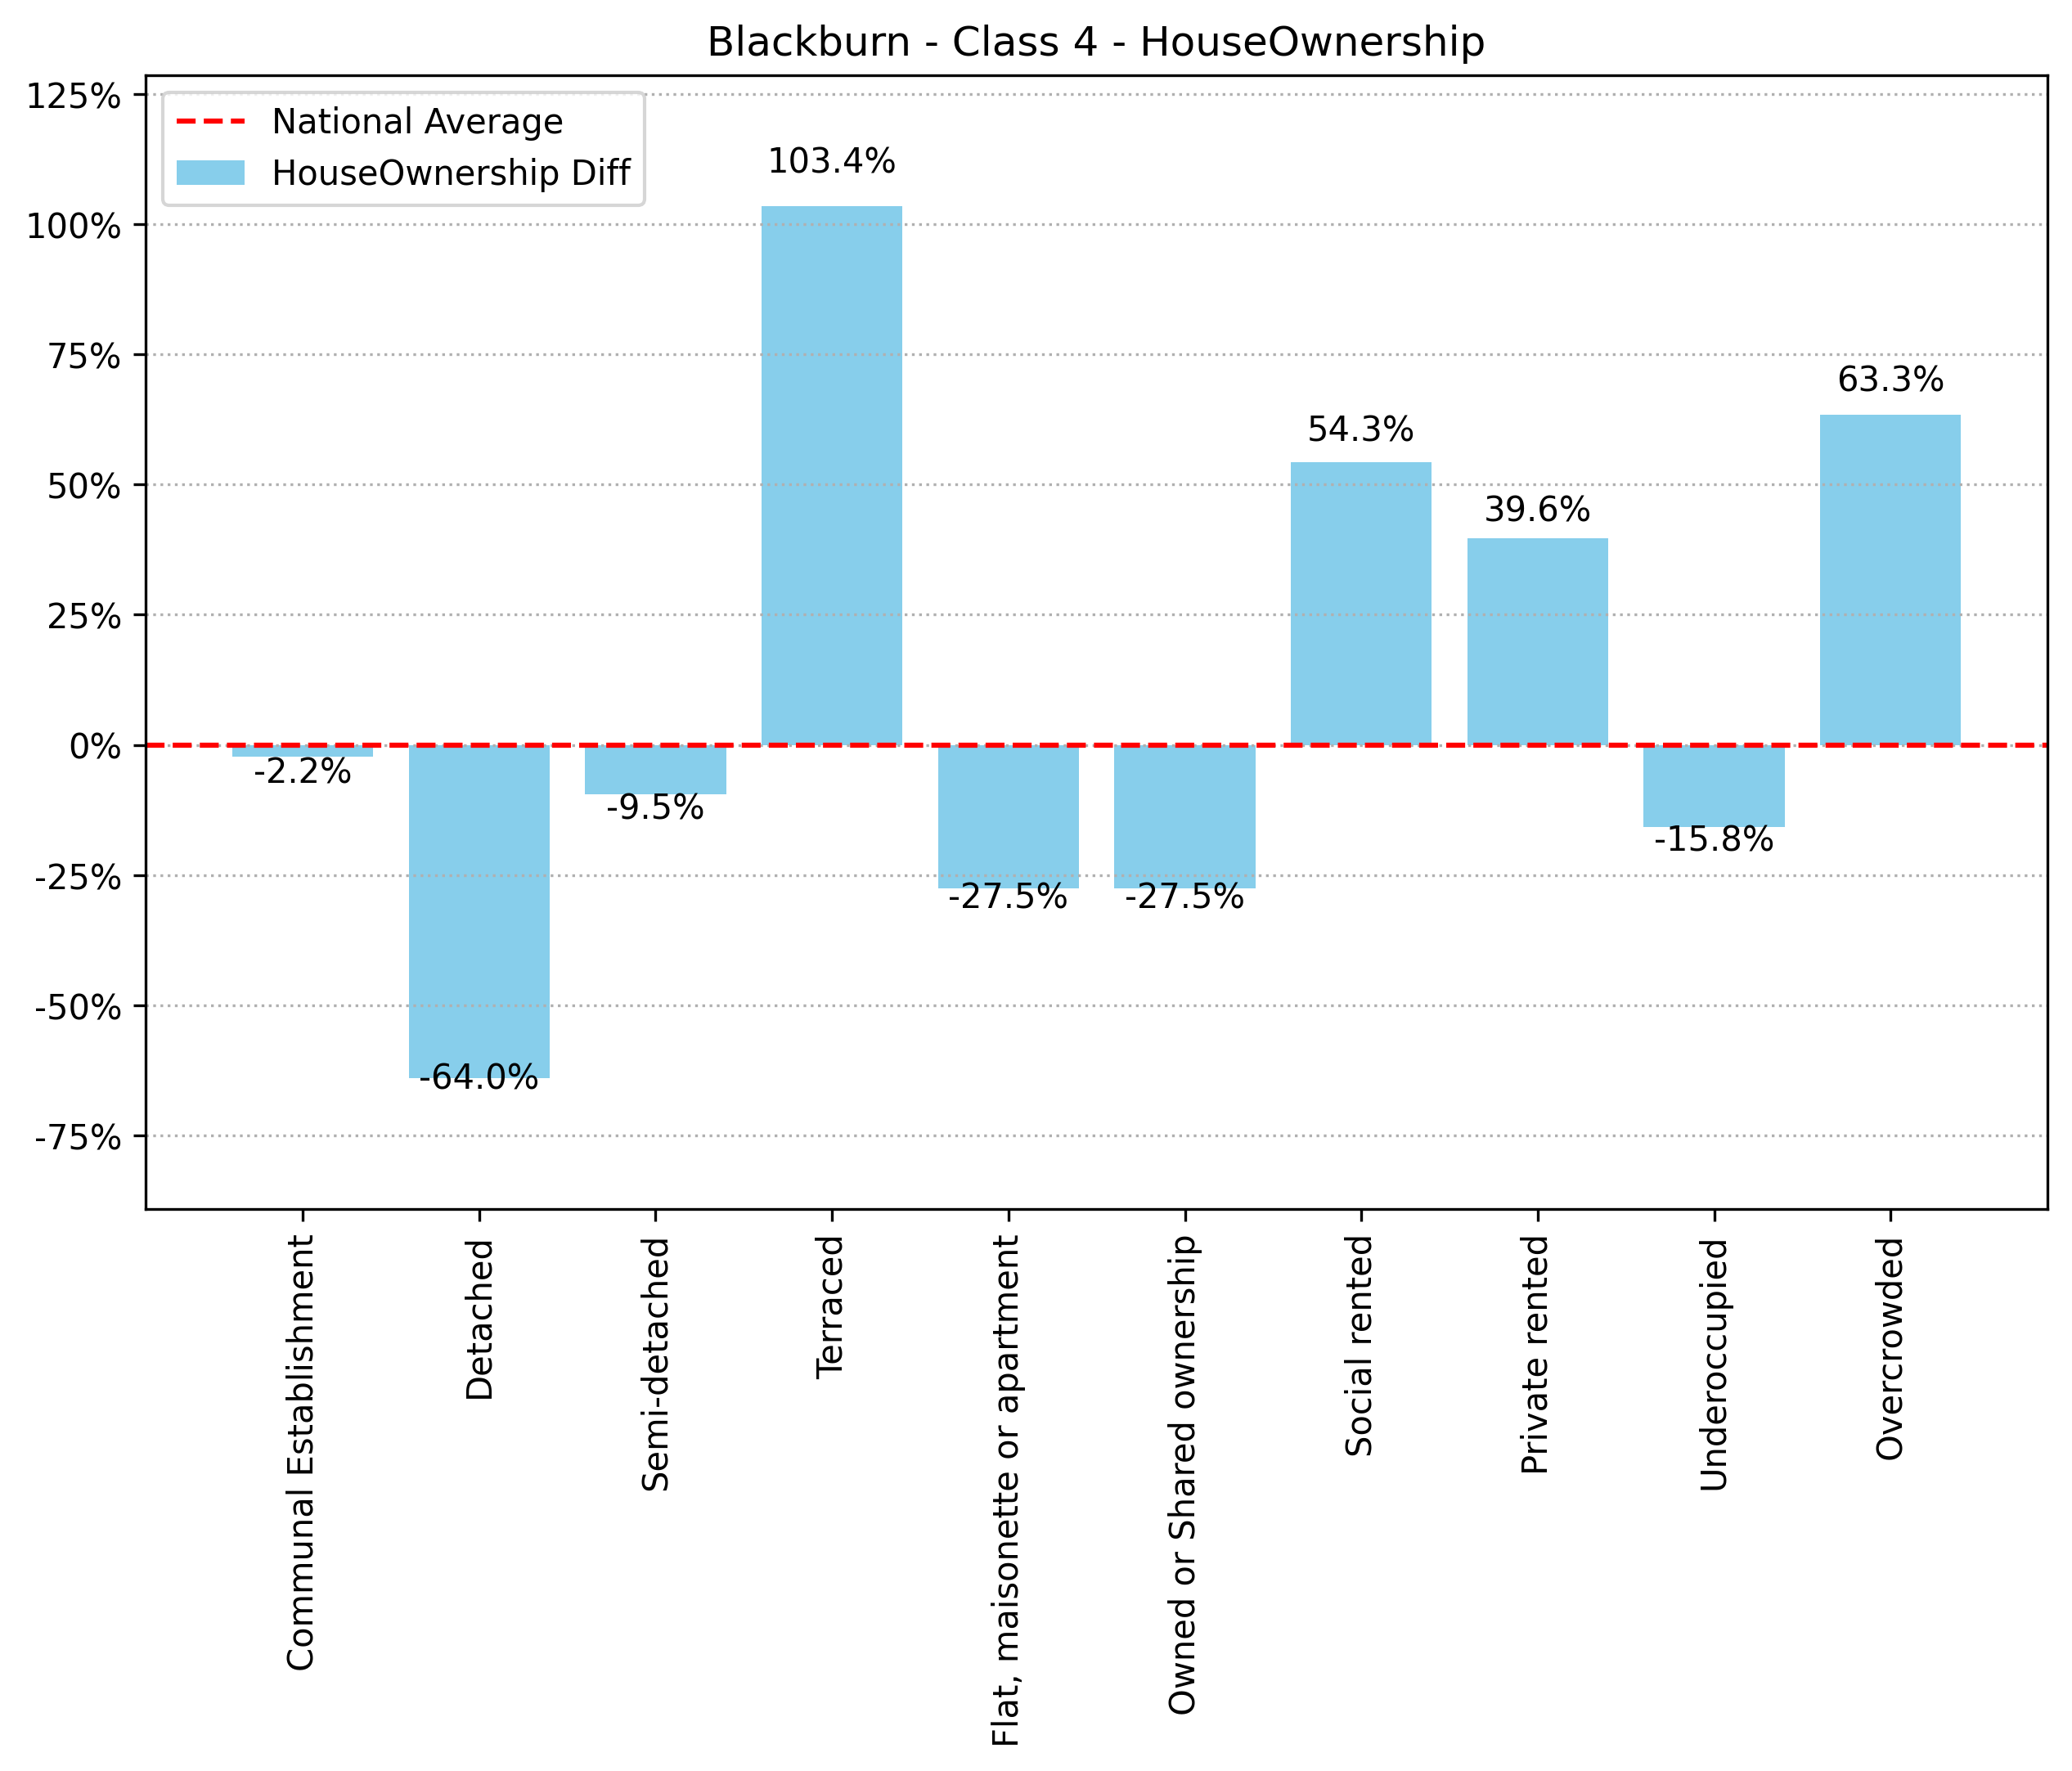 Blackburn - Class 4 - HouseOwnership
125%
100%
75%
50%
25%
0%
-25%
-50%
-75%
National Average
HouseOwnership Diff
-2.2%
-64.0%
-9.5%
103.4%
-27.5%
-27.5%
54.3%
39.6%
-15.8%
63.3%
Communal Establishment
Detached
Semi-detached
Terraced
Flat, maisonette or apartment
Owned or Shared ownership
Social rented
Private rented
Underoccupied
Overcrowded